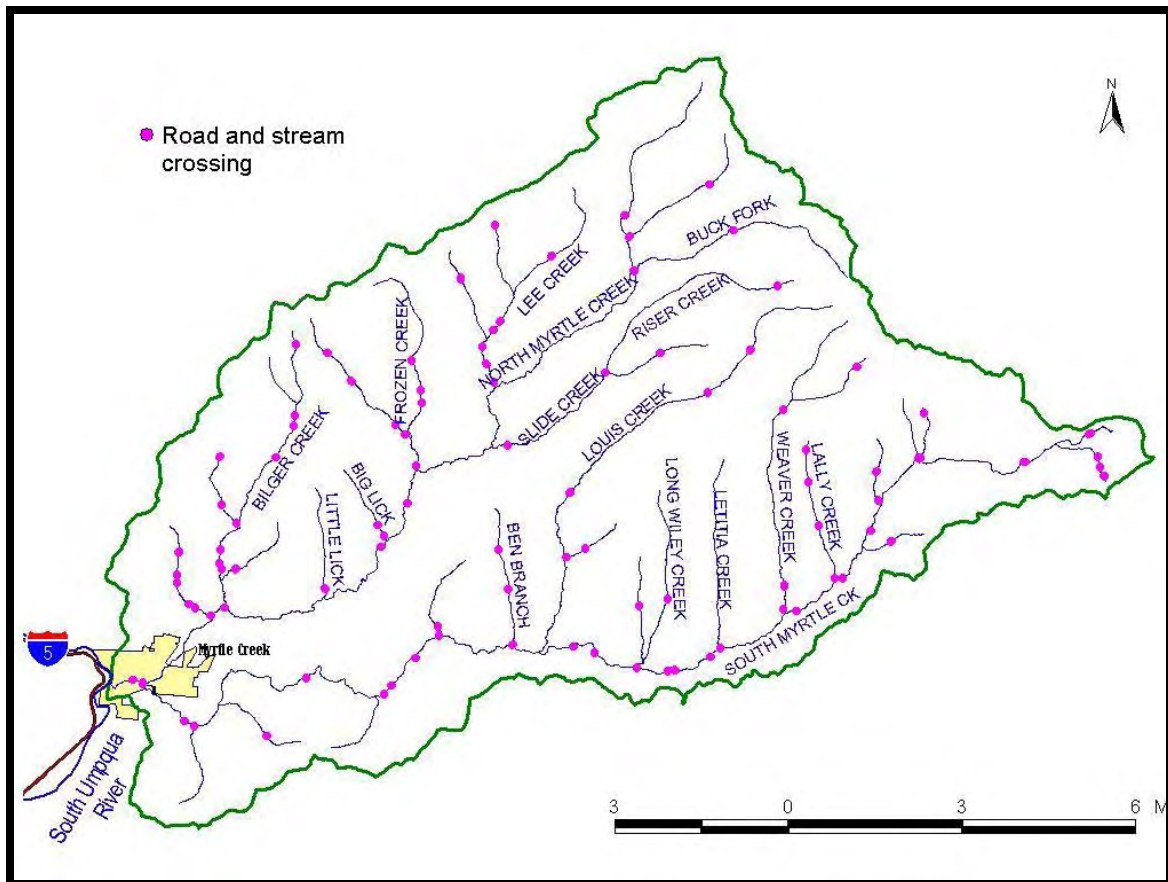 N
Road and stream
crossing
BUCK FORK
LEE CREEK
NORTH MYRTLE CREEK
RISER CREEK
FROZEN CREEK
SLIDE CREEK
LOUIS CREEK
BILGER CREEK
BIG LICK
LITTLE LICK
BEN BRANCH
LONG WILEY CREEK
LETITIA CREEK
WEAVER CREEK
LALLY CREEK
SOUTH MYRTLE CK
5
Myrtle Creek
South Umpqua
River
3 0 3 6 M